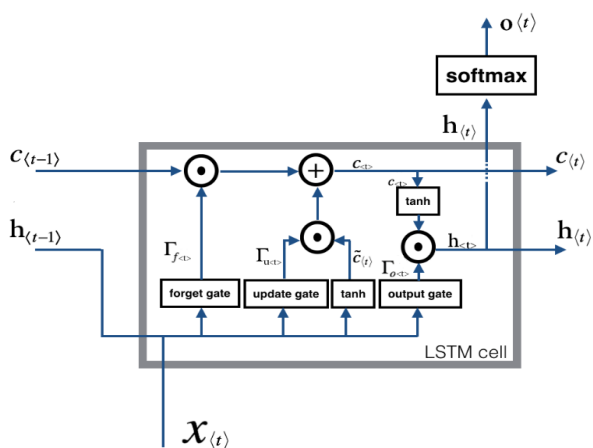 o⟨t⟩
softmax
h⟨t⟩
c⟨t−1⟩
c<t>
c⟨t⟩
c<t>
tanh
h⟨t−1⟩
Γf<t>
Γu<t>
c̃⟨t⟩
Γo<t>
h<t>
h⟨t⟩
forget gate
update gate
tanh
output gate
LSTM cell
x⟨t⟩